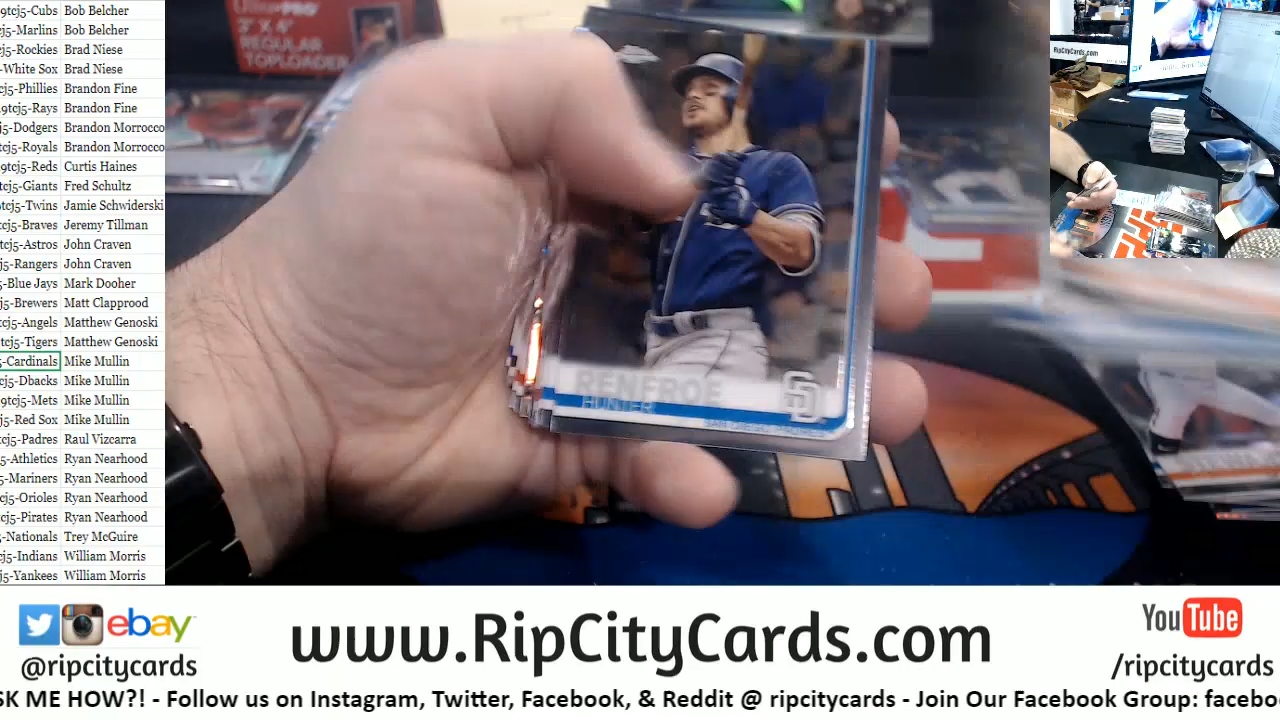 9tcj5-Cubs Bob Belcher
cj5-Marlins Bob Belcher
j5-Rockies Brad Niese
-White Sox Brad Niese
cj5-Phillies Brandon Fine
9tcj5-Rays Brandon Fine
j5-Dodgers Brandon Morrocco
tcj5-Royals Brandon Morrocco
9tcj5-Reds Curtis Haines
tcj5-Giants Fred Schultz
tcj5-Twins Jamie Schwiderski
tcj5-Braves Jeremy Tillman
cj5-Astros John Craven
j5-Rangers John Craven
-Blue Jays Mark Dooher
j5-Brewers Matt Clapprood
cj5-Angels Matthew Genoski
tcj5-Tigers Matthew Genoski
5-Cardinals Mike Mullin
cj5-Dbacks Mike Mullin
9tcj5-Mets Mike Mullin
j5-Red Sox Mike Mullin
cj5-Padres Raul Vizcarra
5-Athletics Ryan Nearhood
-Mariners Ryan Nearhood
cj5-Orioles Ryan Nearhood
j5-Pirates Ryan Nearhood
5-Nationals Trey McGuire
cj5-Indians William Morris
j5-Yankees William Morris
ULTRA-PRO
3" X 4"
REGULAR
TOPLOADER
RENFROE
HUNTER
SD
RipCityCards.com
ebay
@ripcitycards
www.RipCityCards.com
YouTube
/ripcitycards
SK ME HOW?! - Follow us on Instagram, Twitter, Facebook, & Reddit @ ripcitycards - Join Our Facebook Group: facebo